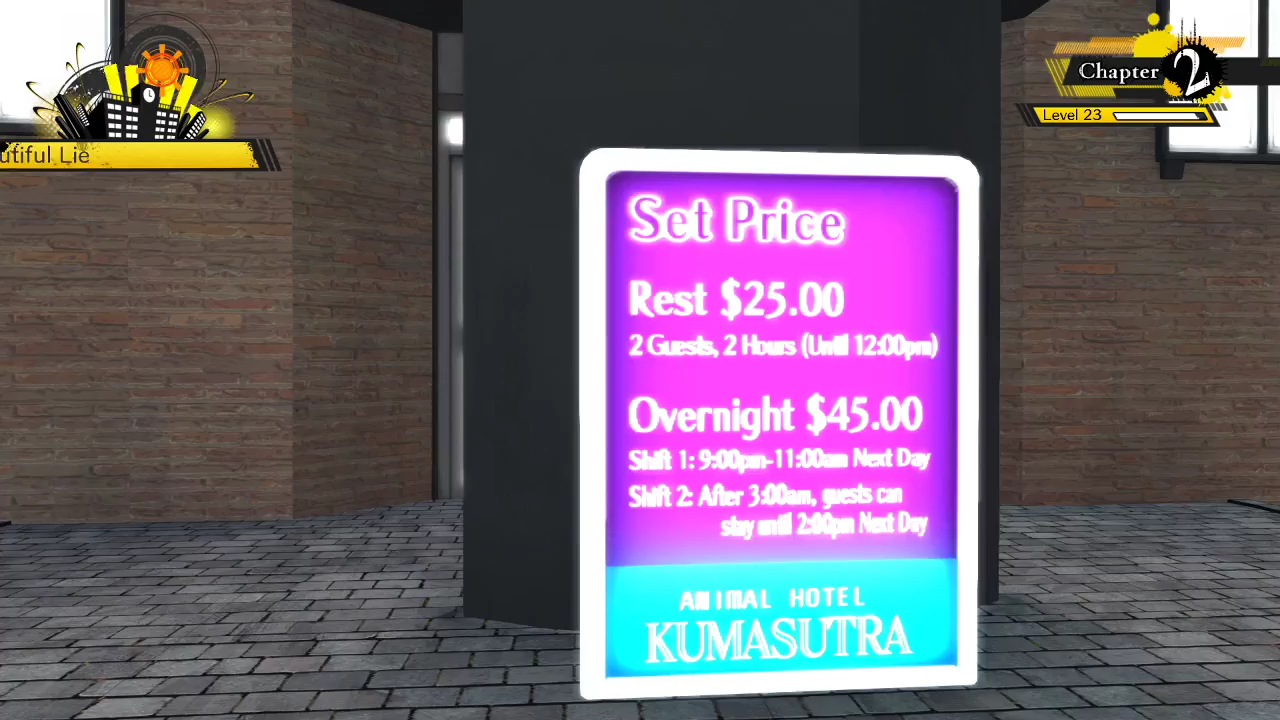 utiful Lie
Chapter 2
Level 23
Set Price
Rest $25.00
2 Guests, 2 Hours (Until 12:00pm)
Overnight $45.00
Shift 1: 9:00pm-11:00am Next Day
Shift 2: After 3:00am, guests can
stay until 2:00pm Next Day
ANIMAL HOTEL
KUMASUTRA